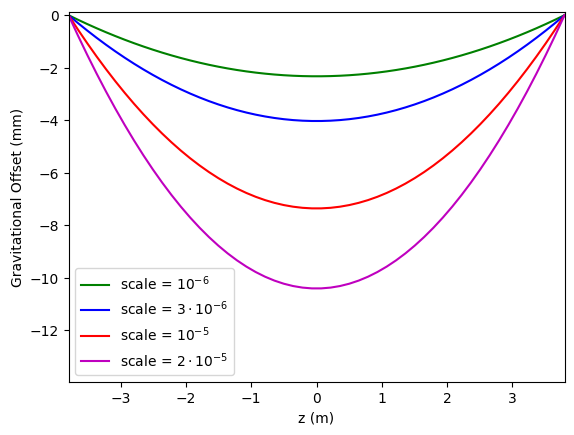 0
−2
−4
−6
−8
−10
−12
Gravitational Offset (mm)
scale = 10⁻⁶
scale = 3 · 10⁻⁶
scale = 10⁻⁵
scale = 2 · 10⁻⁵
−3
−2
−1
0
1
2
3
z (m)